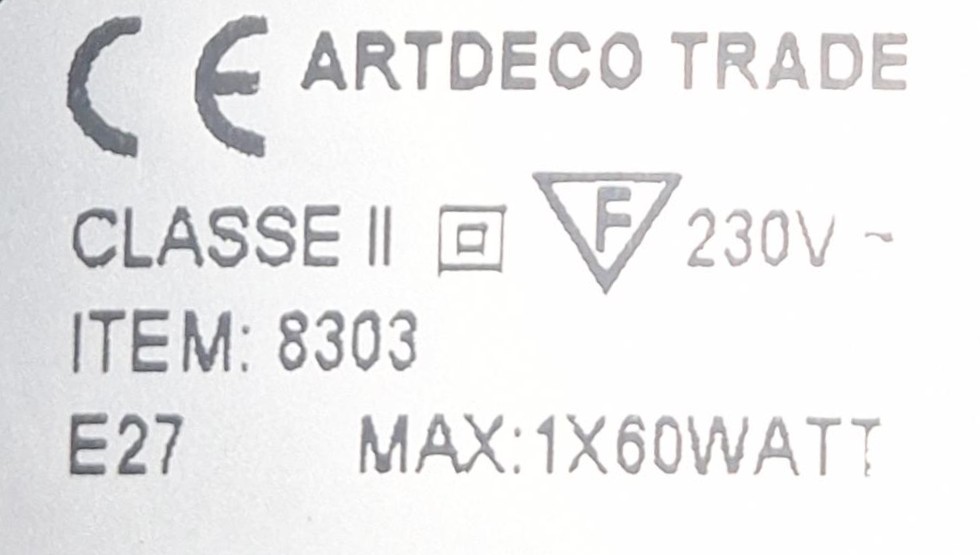 CE ARTDECO TRADE
CLASSE II F 230V ~
ITEM: 8303
E27 MAX:1X60WATT